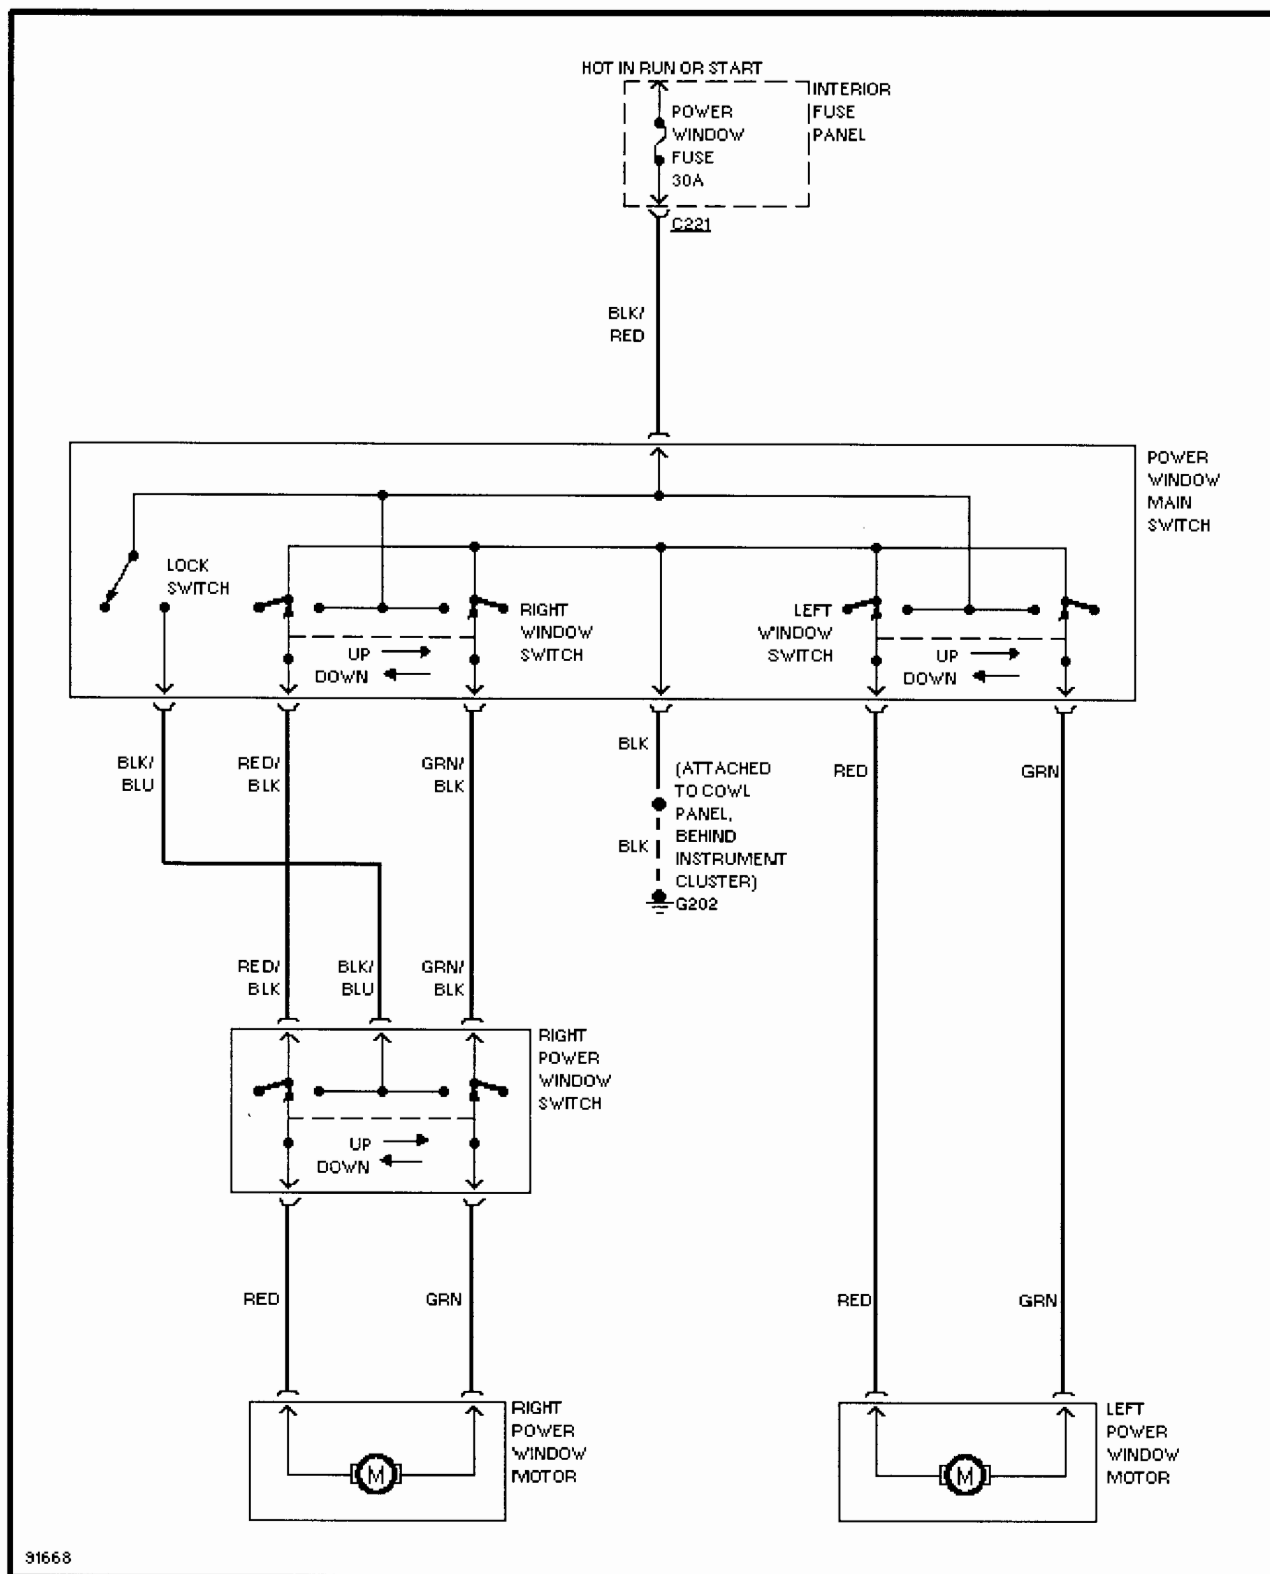 HOT IN RUN OR START
POWER
WINDOW
FUSE
30A
INTERIOR
FUSE
PANEL
C221
BLK/
RED
POWER
WINDOW
MAIN
SWITCH
LOCK
SWITCH
RIGHT
WINDOW
SWITCH
UP
DOWN
LEFT
WINDOW
SWITCH
UP
DOWN
BLK/
BLU
RED/
BLK
GRN/
BLK
BLK
(ATTACHED
TO COWL
PANEL,
BEHIND
INSTRUMENT
CLUSTER)
G202
BLK
RED
GRN
RED/
BLK
BLK/
BLU
GRN/
BLK
RIGHT
POWER
WINDOW
SWITCH
UP
DOWN
RED
GRN
RED
GRN
RIGHT
POWER
WINDOW
MOTOR
M
LEFT
POWER
WINDOW
MOTOR
M
91668